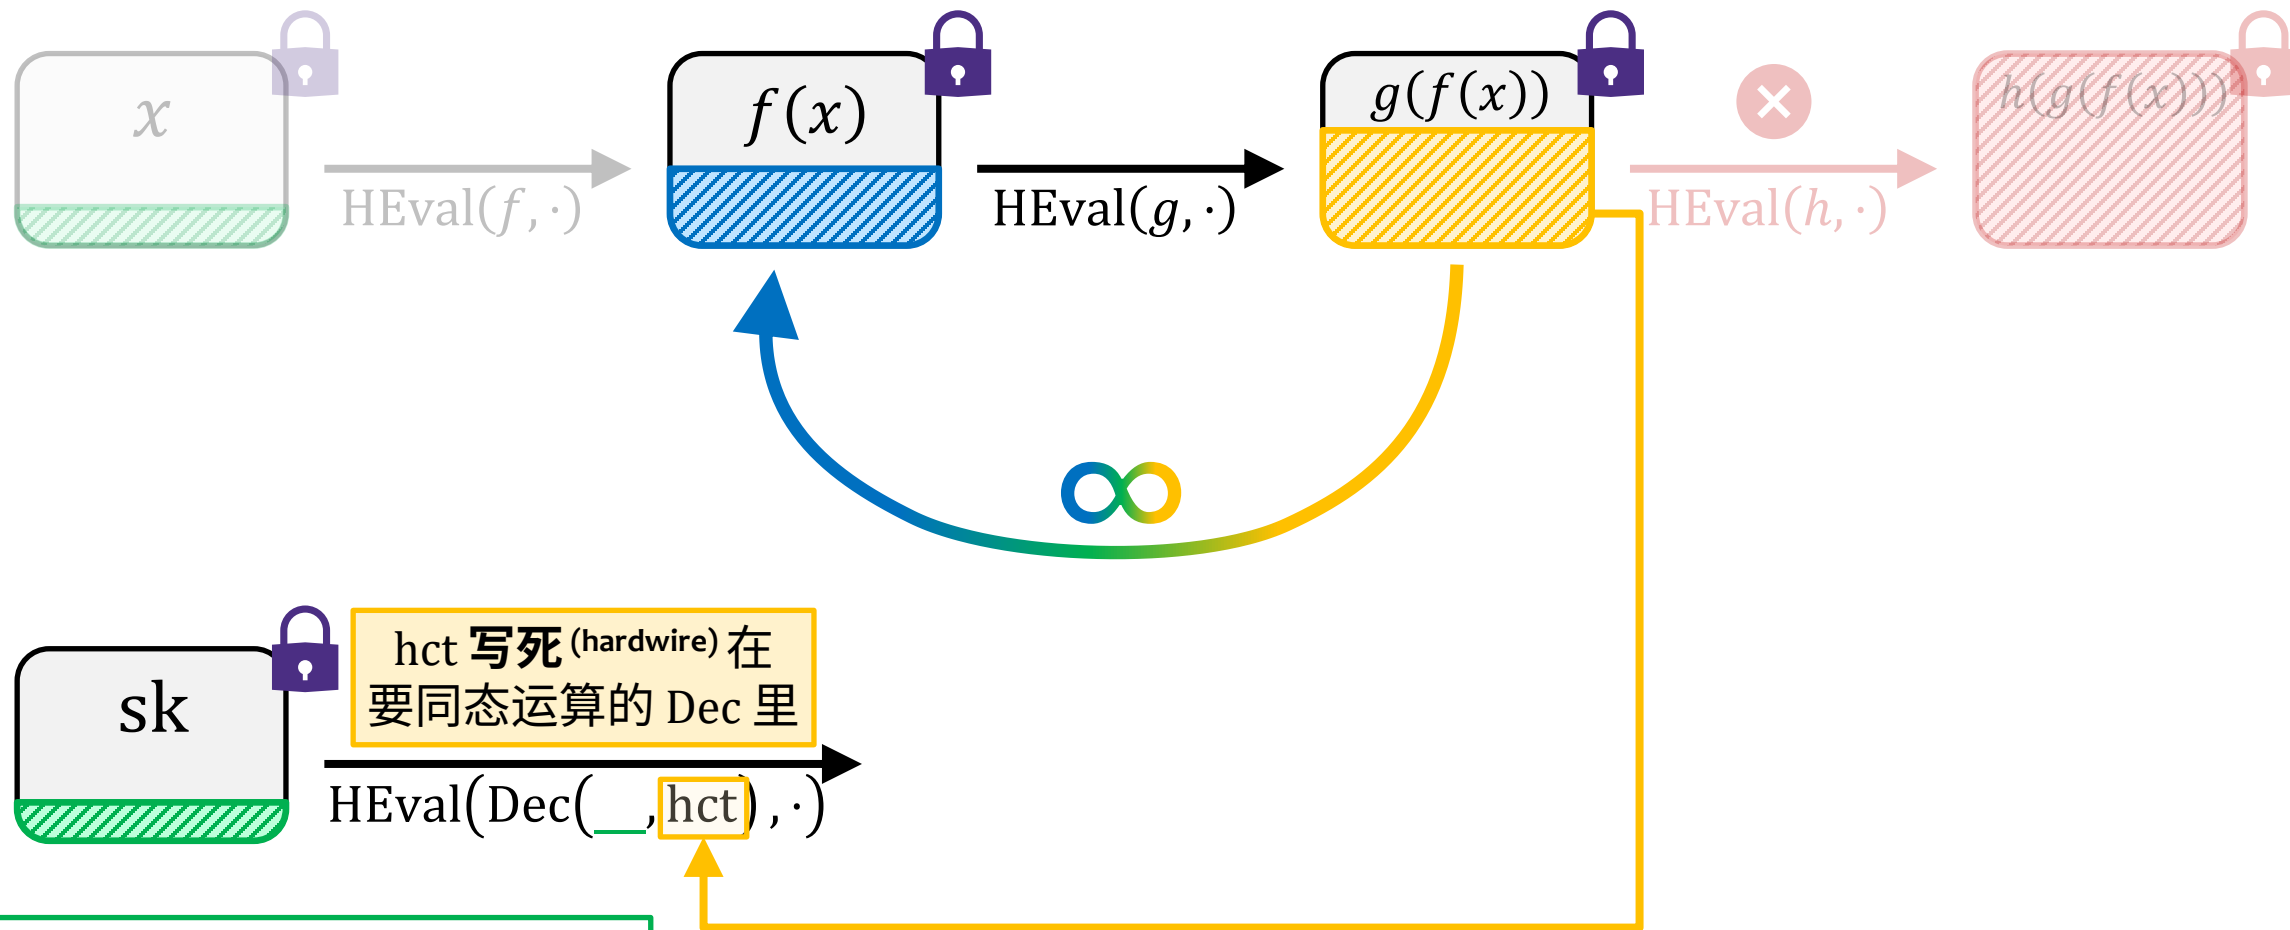 x
f(x)
g(f(x))
h(g(f(x)))
HEval(f, ·)
HEval(g, ·)
HEval(h, ·)
∞
sk
hct 写死 (hardwire) 在
要同态运算的 Dec 里
HEval(Dec(__, hct), ·)